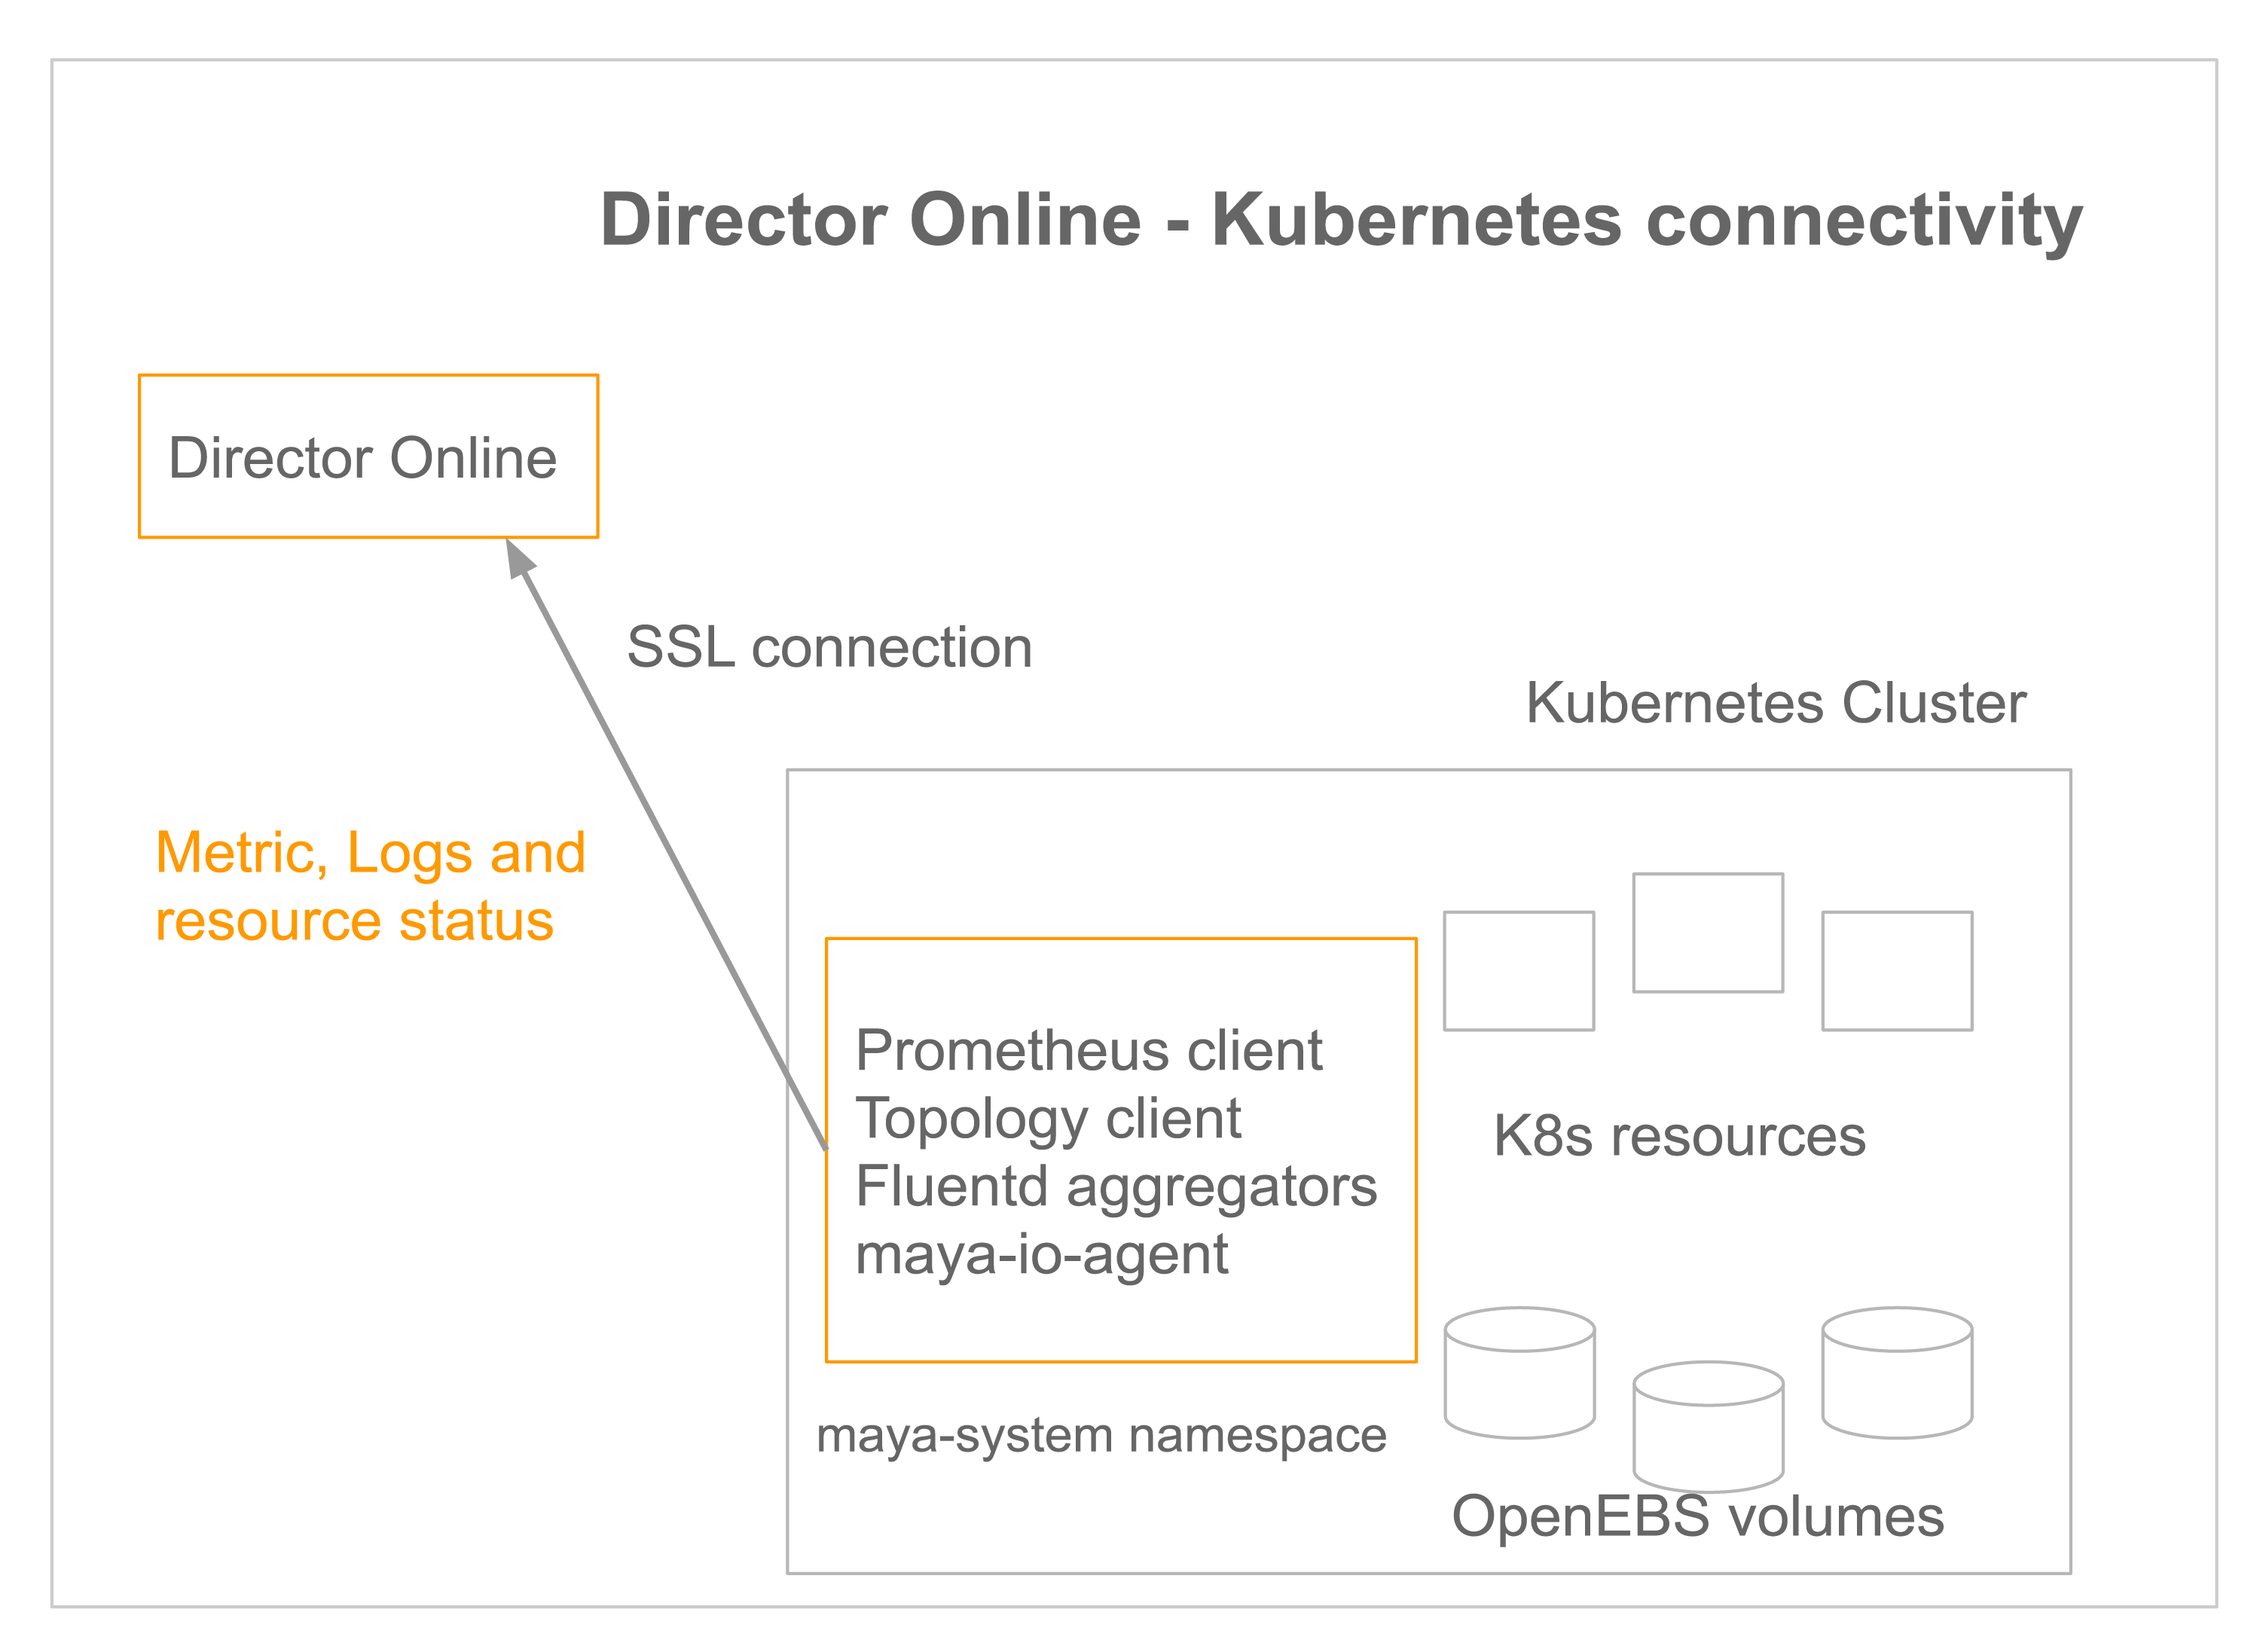 Director Online - Kubernetes connectivity
Director Online
SSL connection
Kubernetes Cluster
Metric, Logs and
resource status
Prometheus client
Topology client
Fluentd aggregators
maya-io-agent
K8s resources
maya-system namespace
OpenEBS volumes